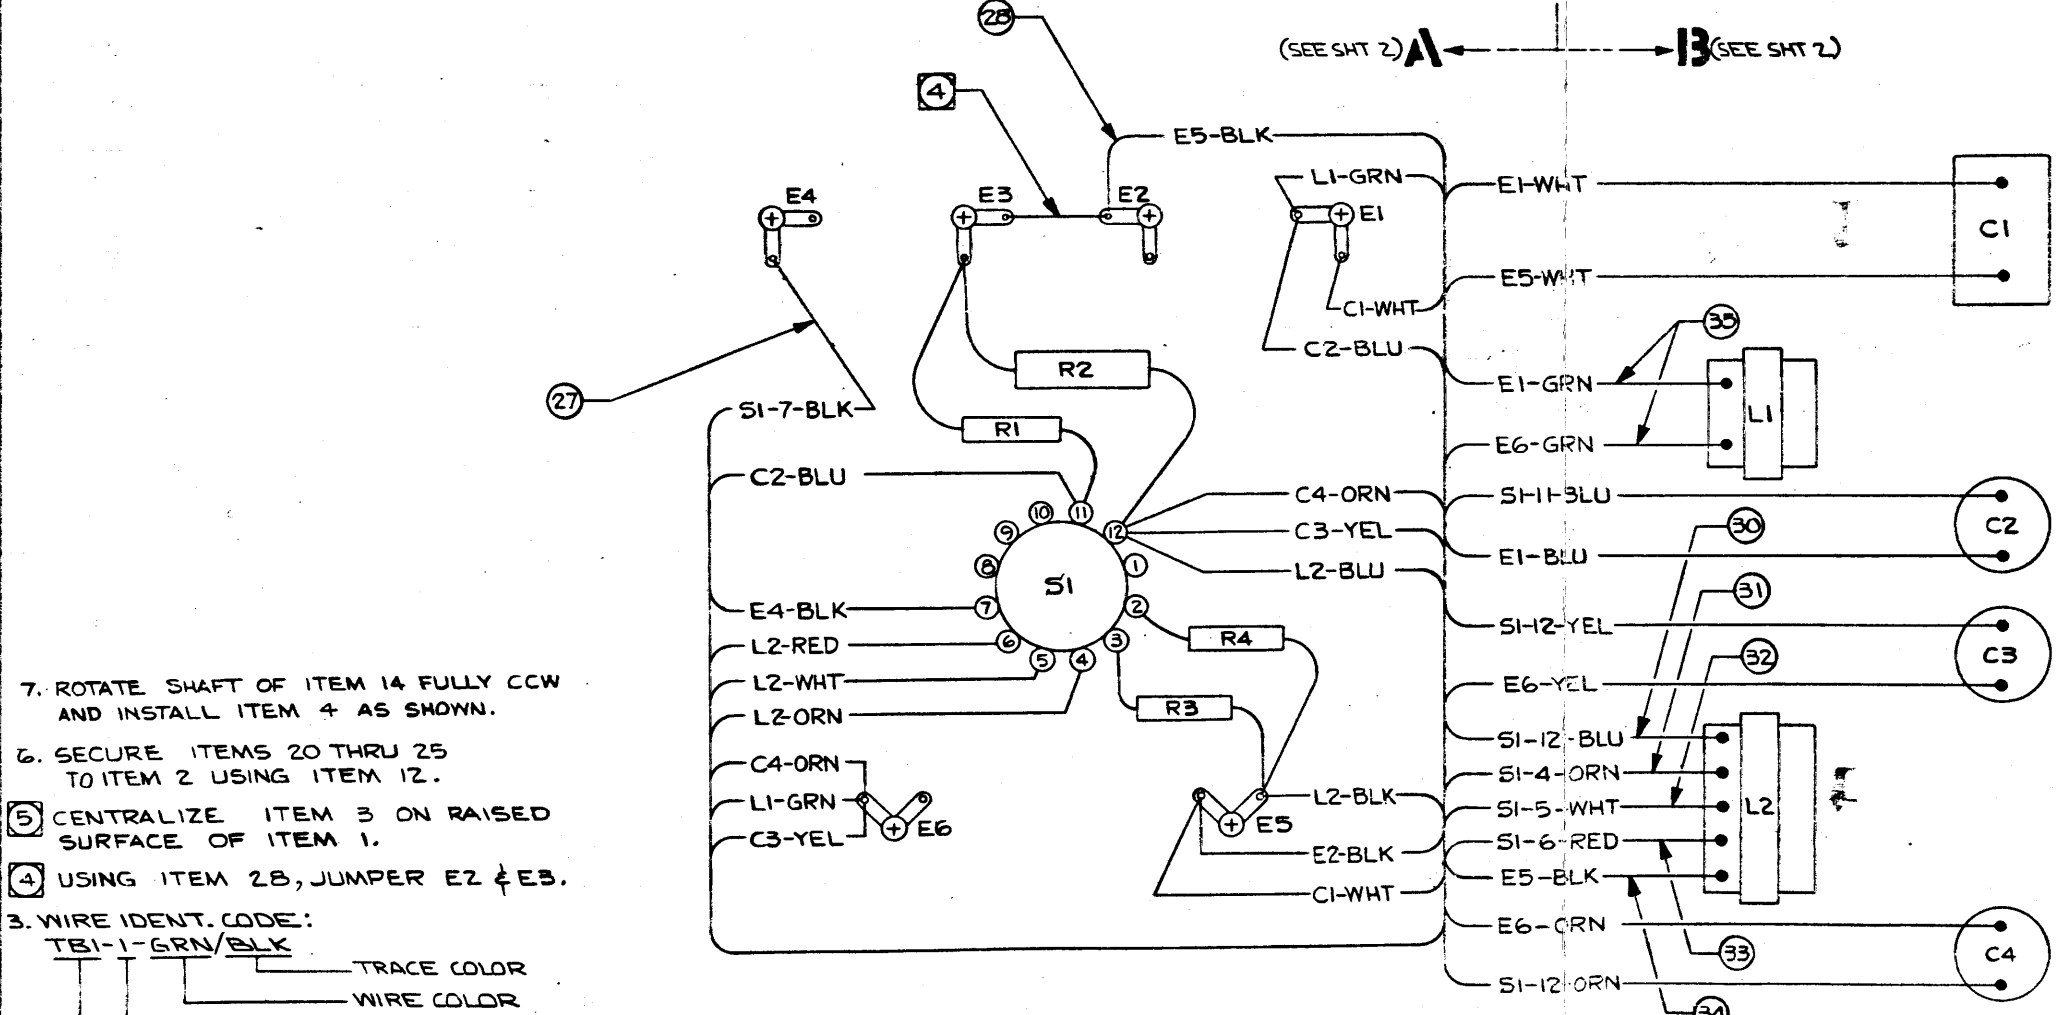 28
(SEE SHT 2) A B (SEE SHT 2)
4
E5-BLK
L1-GRN
E1-WHT
E4
E3
E2
E1
C1
E5-WHT
C1-WHT
35
C2-BLU
R2
E1-GRN
27
S1-7-BLK
L1
R1
E6-GRN
C2-BLU
C4-ORN
S1-11-BLU
10
11
9
12
C3-YEL
30
C2
E1-BLU
8
1
L2-BLU
S1
31
E4-BLK
7
2
S1-12-YEL
L2-RED
6
3
R4
32
C3
5
4
L2-WHT
E6-YEL
L2-ORN
R3
S1-12-BLU
C4-ORN
S1-4-ORN
L1-GRN
L2-BLK
S1-5-WHT
L2
E6
E5
C3-YEL
E2-BLK
S1-6-RED
E5-BLK
C1-WHT
E6-ORN
33
C4
S1-12-ORN
34
7. ROTATE SHAFT OF ITEM 14 FULLY CCW
AND INSTALL ITEM 4 AS SHOWN.
6. SECURE ITEMS 20 THRU 25
TO ITEM 2 USING ITEM 12.
5 CENTRALIZE ITEM 3 ON RAISED
SURFACE OF ITEM 1.
4 USING ITEM 28, JUMPER E2 & E3.
3. WIRE IDENT. CODE:
TB1-1-GRN/BLK
TRACE COLOR
WIRE COLOR